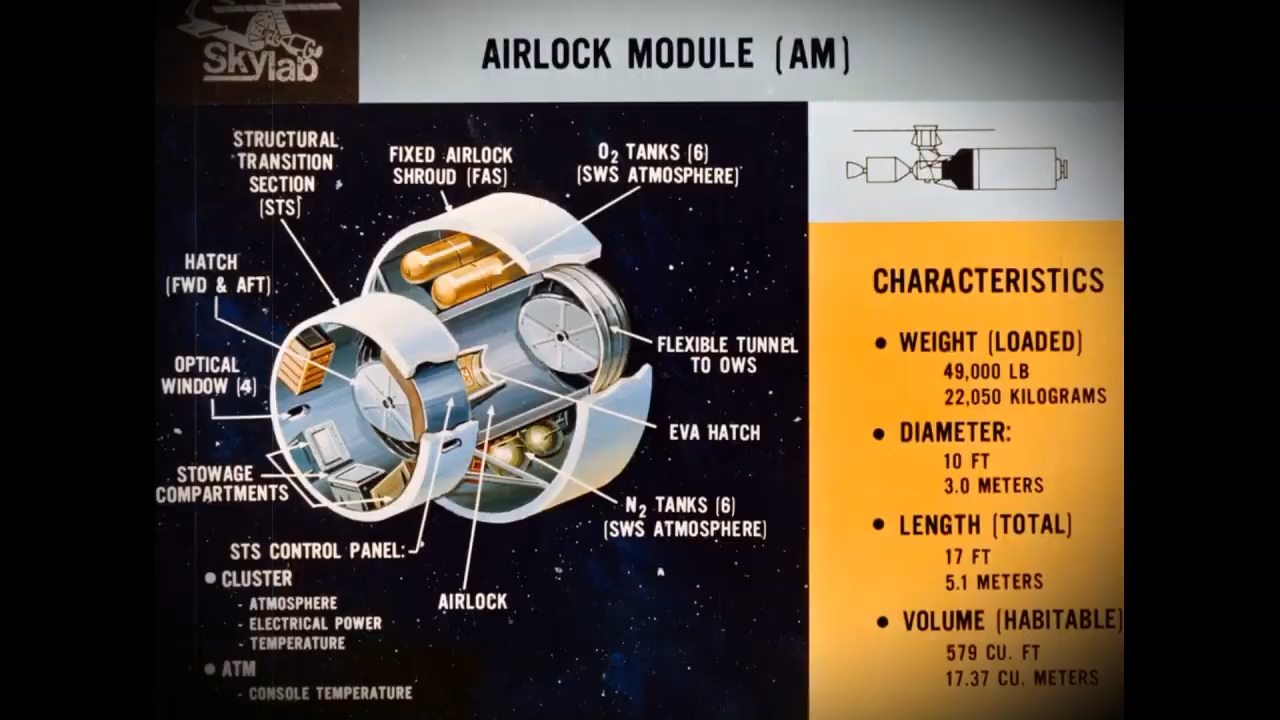 Skylab
AIRLOCK MODULE (AM)
STRUCTURAL
TRANSITION
SECTION
(STS)
FIXED AIRLOCK
SHROUD (FAS)
O2 TANKS (6)
(SWS ATMOSPHERE)
HATCH
(FWD & AFT)
OPTICAL
WINDOW (4)
FLEXIBLE TUNNEL
TO OWS
EVA HATCH
STOWAGE
COMPARTMENTS
N2 TANKS (6)
(SWS ATMOSPHERE)
STS CONTROL PANEL:
● CLUSTER
- ATMOSPHERE
- ELECTRICAL POWER
- TEMPERATURE
● ATM
- CONSOLE TEMPERATURE
AIRLOCK
CHARACTERISTICS
● WEIGHT (LOADED)
49,000 LB
22,050 KILOGRAMS
● DIAMETER:
10 FT
3.0 METERS
● LENGTH (TOTAL)
17 FT
5.1 METERS
● VOLUME (HABITABLE)
579 CU. FT
17.37 CU. METERS